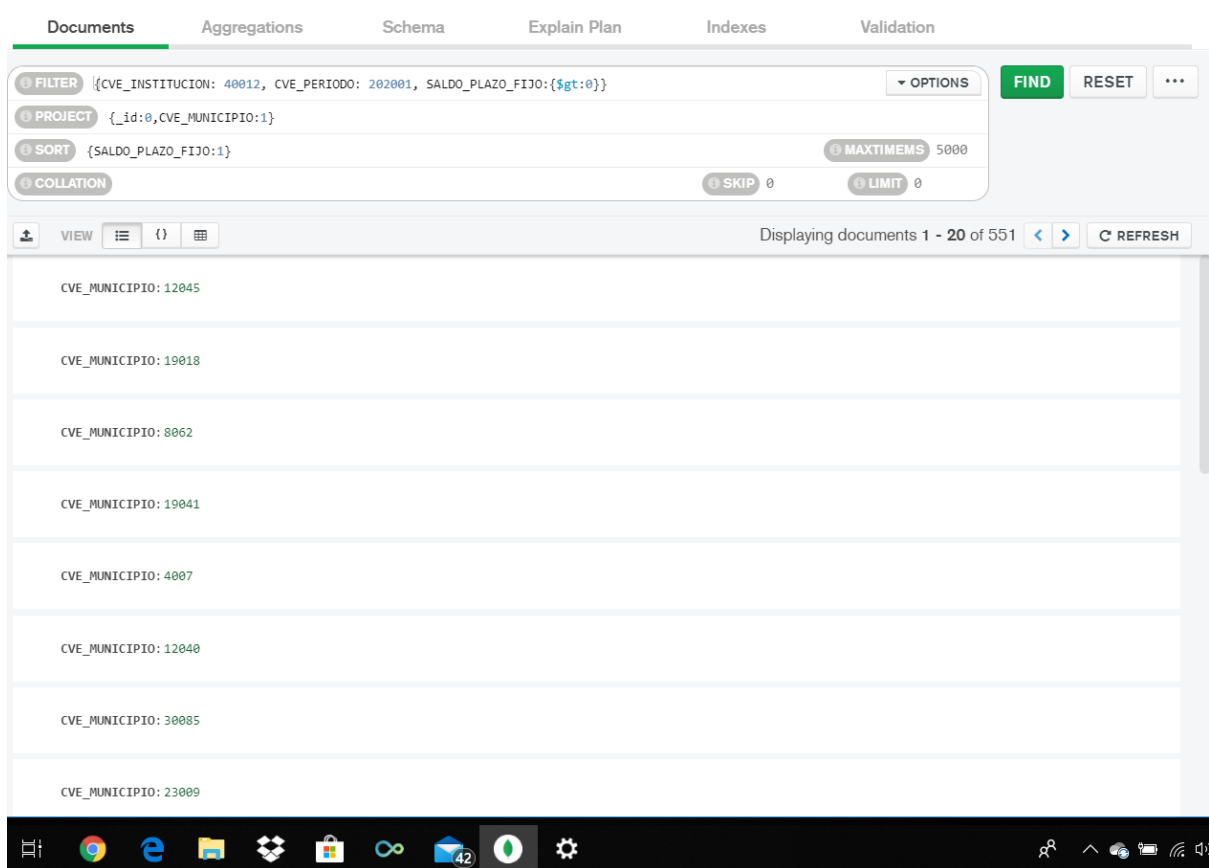 Documents Aggregations Schema Explain Plan Indexes Validation
FILTER {CVE_INSTITUCION: 40012, CVE_PERIODO: 202001, SALDO_PLAZO_FIJO:{$gt:0}} OPTIONS FIND RESET ...
PROJECT {_id:0,CVE_MUNICIPIO:1}
SORT {SALDO_PLAZO_FIJO:1} MAXTIMEMS 5000
COLLATION SKIP 0 LIMIT 0
VIEW {} Displaying documents 1 - 20 of 551 < > REFRESH
CVE_MUNICIPIO:12045
CVE_MUNICIPIO:19018
CVE_MUNICIPIO:8062
CVE_MUNICIPIO:19041
CVE_MUNICIPIO:4007
CVE_MUNICIPIO:12040
CVE_MUNICIPIO:30085
CVE_MUNICIPIO:23009
42